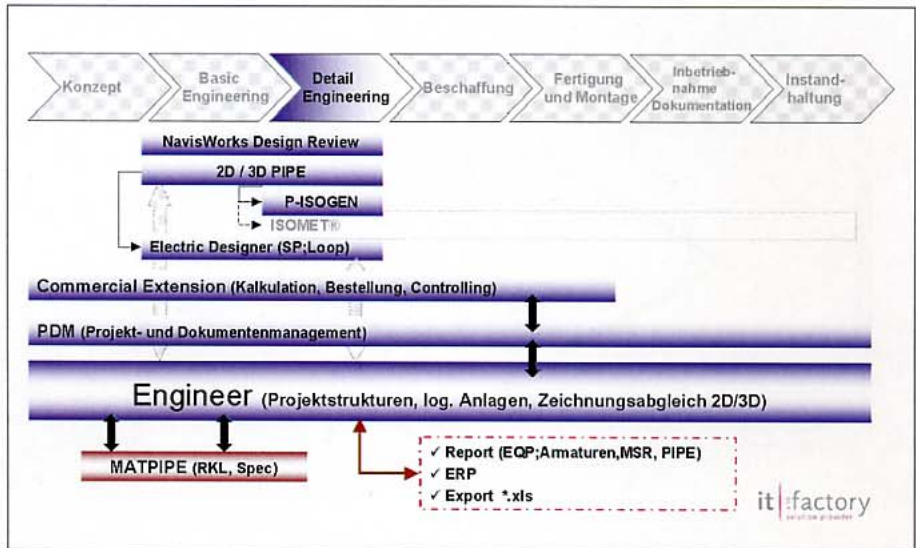 Konzept
Basic
Engineering
Detail
Engineering
Beschaffung
Fertigung
und Montage
Inbetrieb-
nahme
Dokumentation
Instand-
haltung
NavisWorks Design Review
2D / 3D PIPE
P-ISOGEN
ISOMET®
Electric Designer (SP;Loop)
Commercial Extension (Kalkulation, Bestellung, Controlling)
PDM (Projekt- und Dokumentenmanagement)
Engineer (Projektstrukturen, log. Anlagen, Zeichnungsabgleich 2D/3D)
MATPIPE (RKL, Spec)
✓ Report (EQP;Armaturen,MSR, PIPE)
✓ ERP
✓ Export *.xls
it factory
solution provider